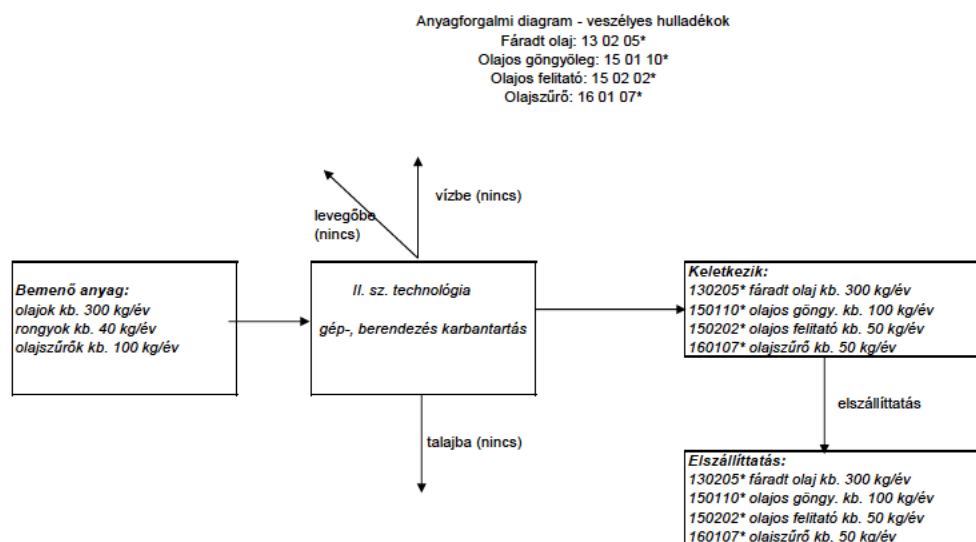 Anyagforgalmi diagram - veszélyes hulladékok
Fáradt olaj: 13 02 05*
Olajos göngyöleg: 15 01 10*
Olajos felitató: 15 02 02*
Olajszűrő: 16 01 07*
vízbe (nincs)
levegőbe
(nincs)
Bemenő anyag:
olajok kb. 300 kg/év
rongyok kb. 40 kg/év
olajszűrők kb. 100 kg/év
II. sz. technológia
gép-, berendezés karbantartás
Keletkezik:
130205* fáradt olaj kb. 300 kg/év
150110* olajos göngy. kb. 100 kg/év
150202* olajos felitató kb. 50 kg/év
160107* olajszűrő kb. 50 kg/év
elszállíttatás
talajba (nincs)
Elszállíttatás:
130205* fáradt olaj kb. 300 kg/év
150110* olajos göngy. kb. 100 kg/év
150202* olajos felitató kb. 50 kg/év
160107* olajszűrő kb. 50 kg/év